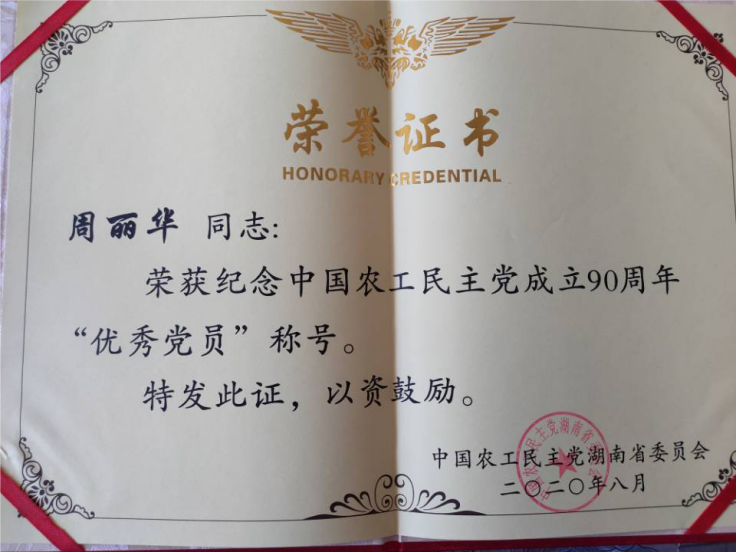 荣誉证书
HONORARY CREDENTIAL
周丽华 同志:
荣获纪念中国农工民主党成立90周年
“优秀党员”称号。
特发此证，以资鼓励。
中国农工民主党湖南省委员会
二〇二〇年八月